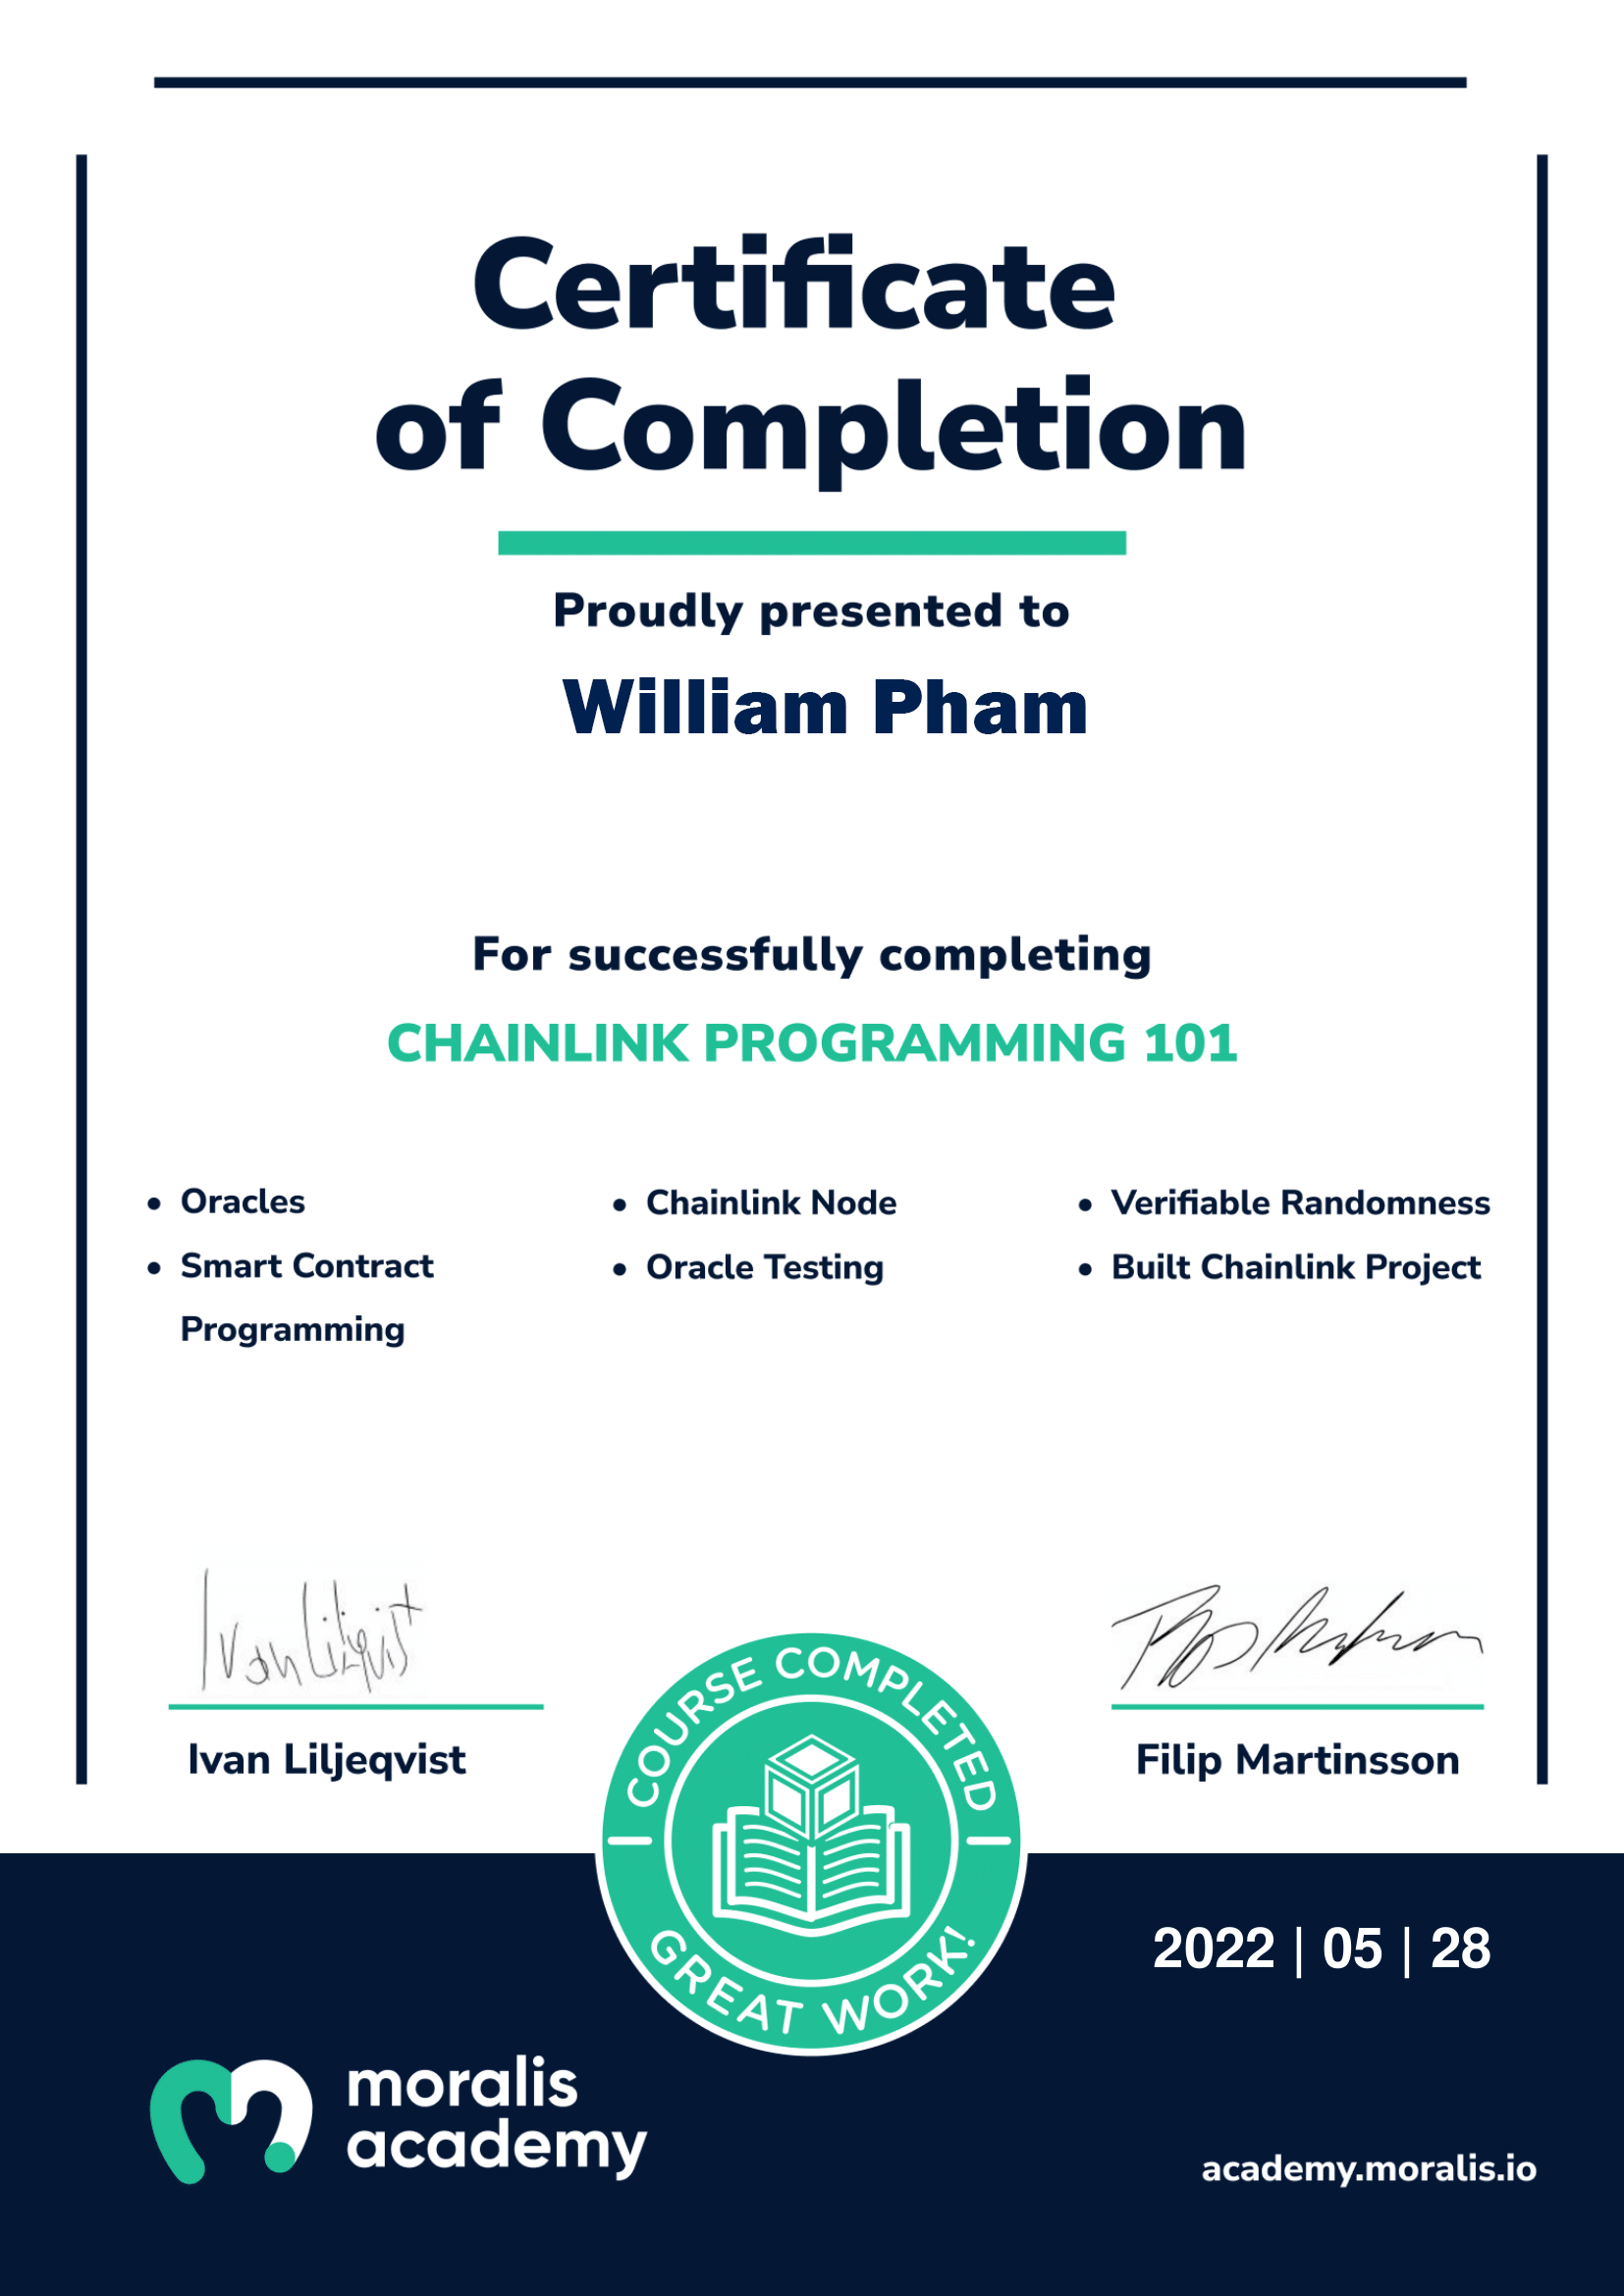 Certificate
of Completion
Proudly presented to
William Pham
For successfully completing
CHAINLINK PROGRAMMING 101
• Oracles
• Smart Contract
Programming
• Chainlink Node
• Oracle Testing
• Verifiable Randomness
• Built Chainlink Project
Ivan Liljeqvist
Ivan Liljeqvist
Filip Martinsson
COURSE COMPLETED
GREAT WORK!
2022 | 05 | 28
moralis
academy
academy.moralis.io